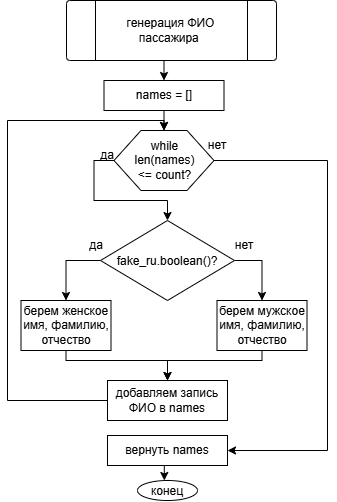 генерация ФИО
пассажира
names = []
while
len(names)
<= count?
да
нет
fake_ru.boolean()?
да
нет
берем женское
имя, фамилию,
отчество
берем мужское
имя, фамилию,
отчество
добавляем запись
ФИО в names
вернуть names
конец